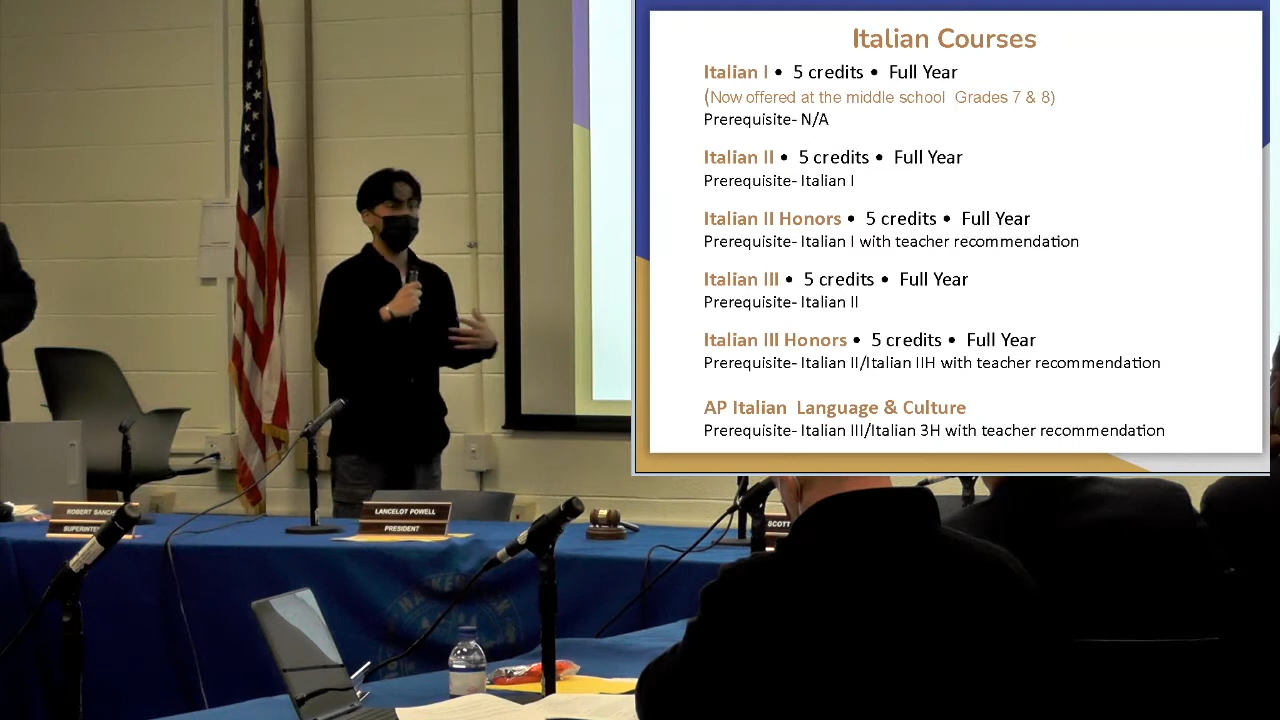 Italian Courses
Italian I • 5 credits • Full Year
(Now offered at the middle school Grades 7 & 8)
Prerequisite- N/A
Italian II • 5 credits • Full Year
Prerequisite- Italian I
Italian II Honors • 5 credits • Full Year
Prerequisite- Italian I with teacher recommendation
Italian III • 5 credits • Full Year
Prerequisite- Italian II
Italian III Honors • 5 credits • Full Year
Prerequisite- Italian II/Italian IIH with teacher recommendation
AP Italian Language & Culture
Prerequisite- Italian III/Italian 3H with teacher recommendation
ROBERT
LANCELOT POWELL
PRESIDENT
SCOTT